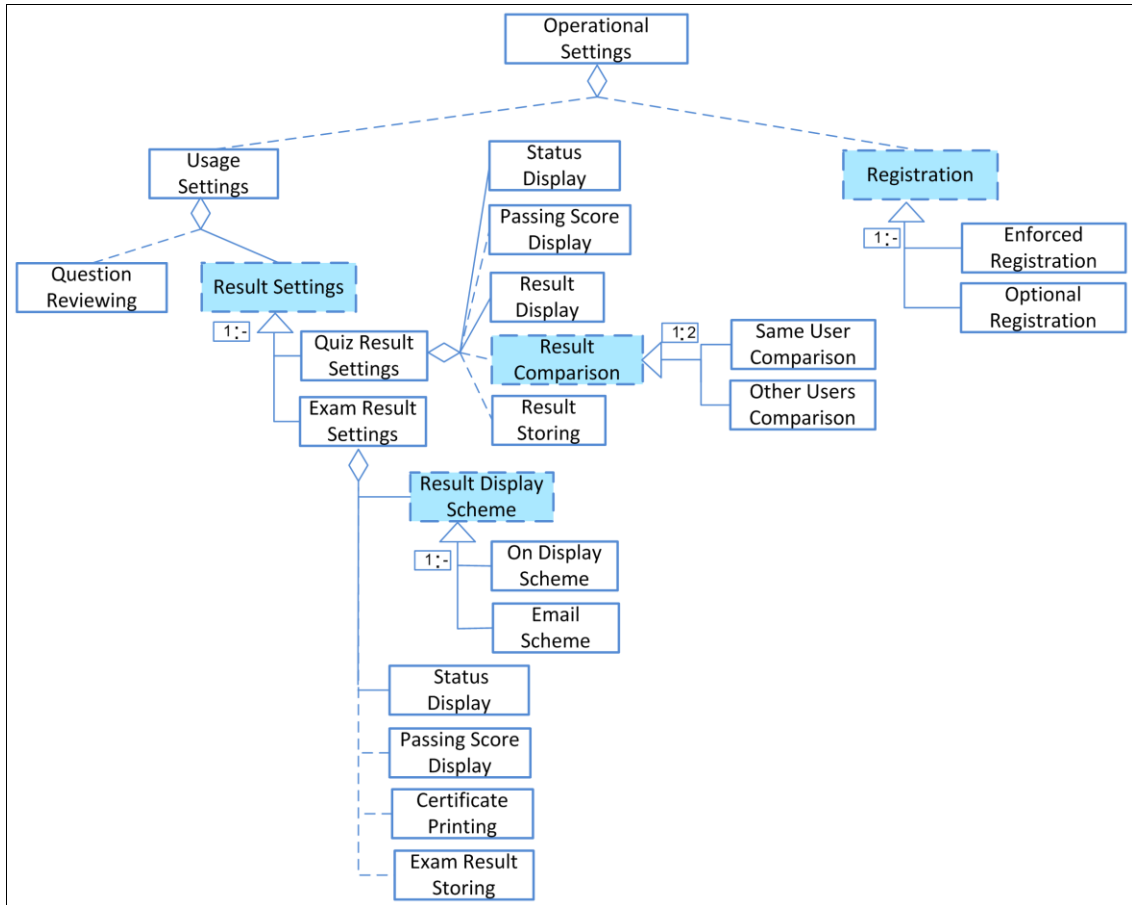 Operational
Settings
Usage
Settings
Status
Display
Registration
Passing Score
Display
1:-
Enforced
Registration
Question
Reviewing
Result Settings
Result
Display
Optional
Registration
1:-
Quiz Result
Settings
Result
Comparison
1:2
Same User
Comparison
Exam Result
Settings
Result
Storing
Other Users
Comparison
Result Display
Scheme
1:-
On Display
Scheme
Email
Scheme
Status
Display
Passing Score
Display
Certificate
Printing
Exam Result
Storing